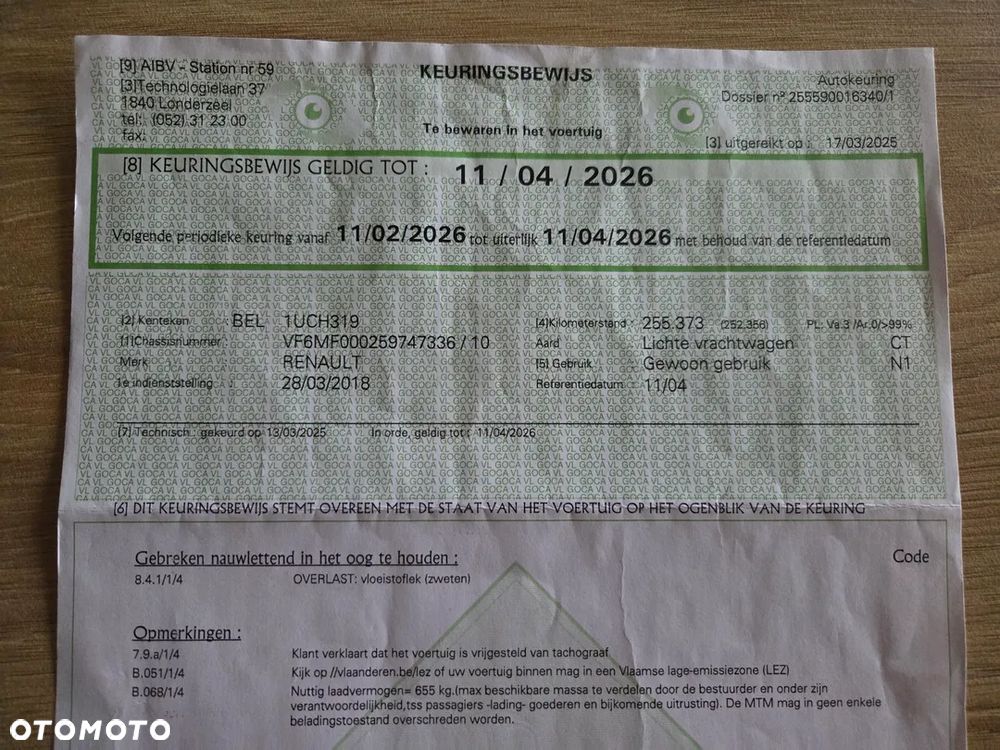 [9] AIBV - Station nr 59
[3]Technologielaan 37
1840 Londerzeel
tel.: (052) 31 23 00
fax:
KEURINGSBEWIJS
Te bewaren in het voertuig
Autokeuring
Dossier n° 255590016340/1
[3] uitgereikt op : 17/03/2025
[8] KEURINGSBEWIJS GELDIG TOT : 11 / 04 / 2026
Volgende periodieke keuring vanaf 11/02/2026 tot uiterlijk 11/04/2026 met behoud van de referentiedatum
[2] Kenteken : BEL 1UCH319
[1]Chassisnummer : VF6MF000259747336 / 10
Merk RENAULT
1e indienststelling : 28/03/2018
[4]Kilometerstand : 255.373 (252.356) PL: Va.3 /Ar.0/>99%
Aard : Lichte vrachtwagen CT
[5] Gebruik : Gewoon gebruik N1
Referentiedatum : 11/04
[7] Technisch : gekeurd op 13/03/2025 In orde, geldig tot : 11/04/2026
[6] DIT KEURINGSBEWIJS STEMT OVEREEN MET DE STAAT VAN HET VOERTUIG OP HET OGENBLIK VAN DE KEURING
Gebreken nauwlettend in het oog te houden : Code
8.4.1/1/4 OVERLAST: vloeistoflek (zweten)
Opmerkingen :
7.9.a/1/4 Klant verklaart dat het voertuig is vrijgesteld van tachograaf
B.051/1/4 Kijk op //vlaanderen.be/lez of uw voertuig binnen mag in een Vlaamse lage-emissiezone (LEZ)
B.068/1/4 Nuttig laadvermogen= 655 kg.(max beschikbare massa te verdelen door de bestuurder en onder zijn
verantwoordelijkheid,tss passagiers -lading- goederen en bijkomende uitrusting). De MTM mag in geen enkele
beladingstoestand overschreden worden.
OTOMOTO